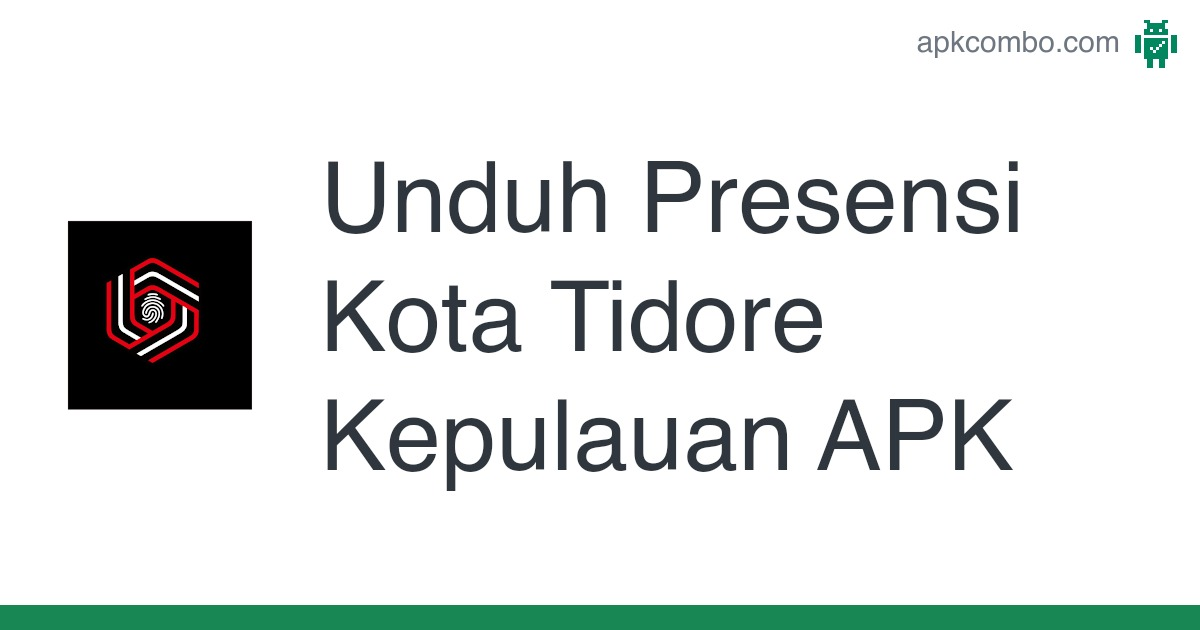 apkcombo.com
Unduh Presensi
Kota Tidore
Kepulauan APK